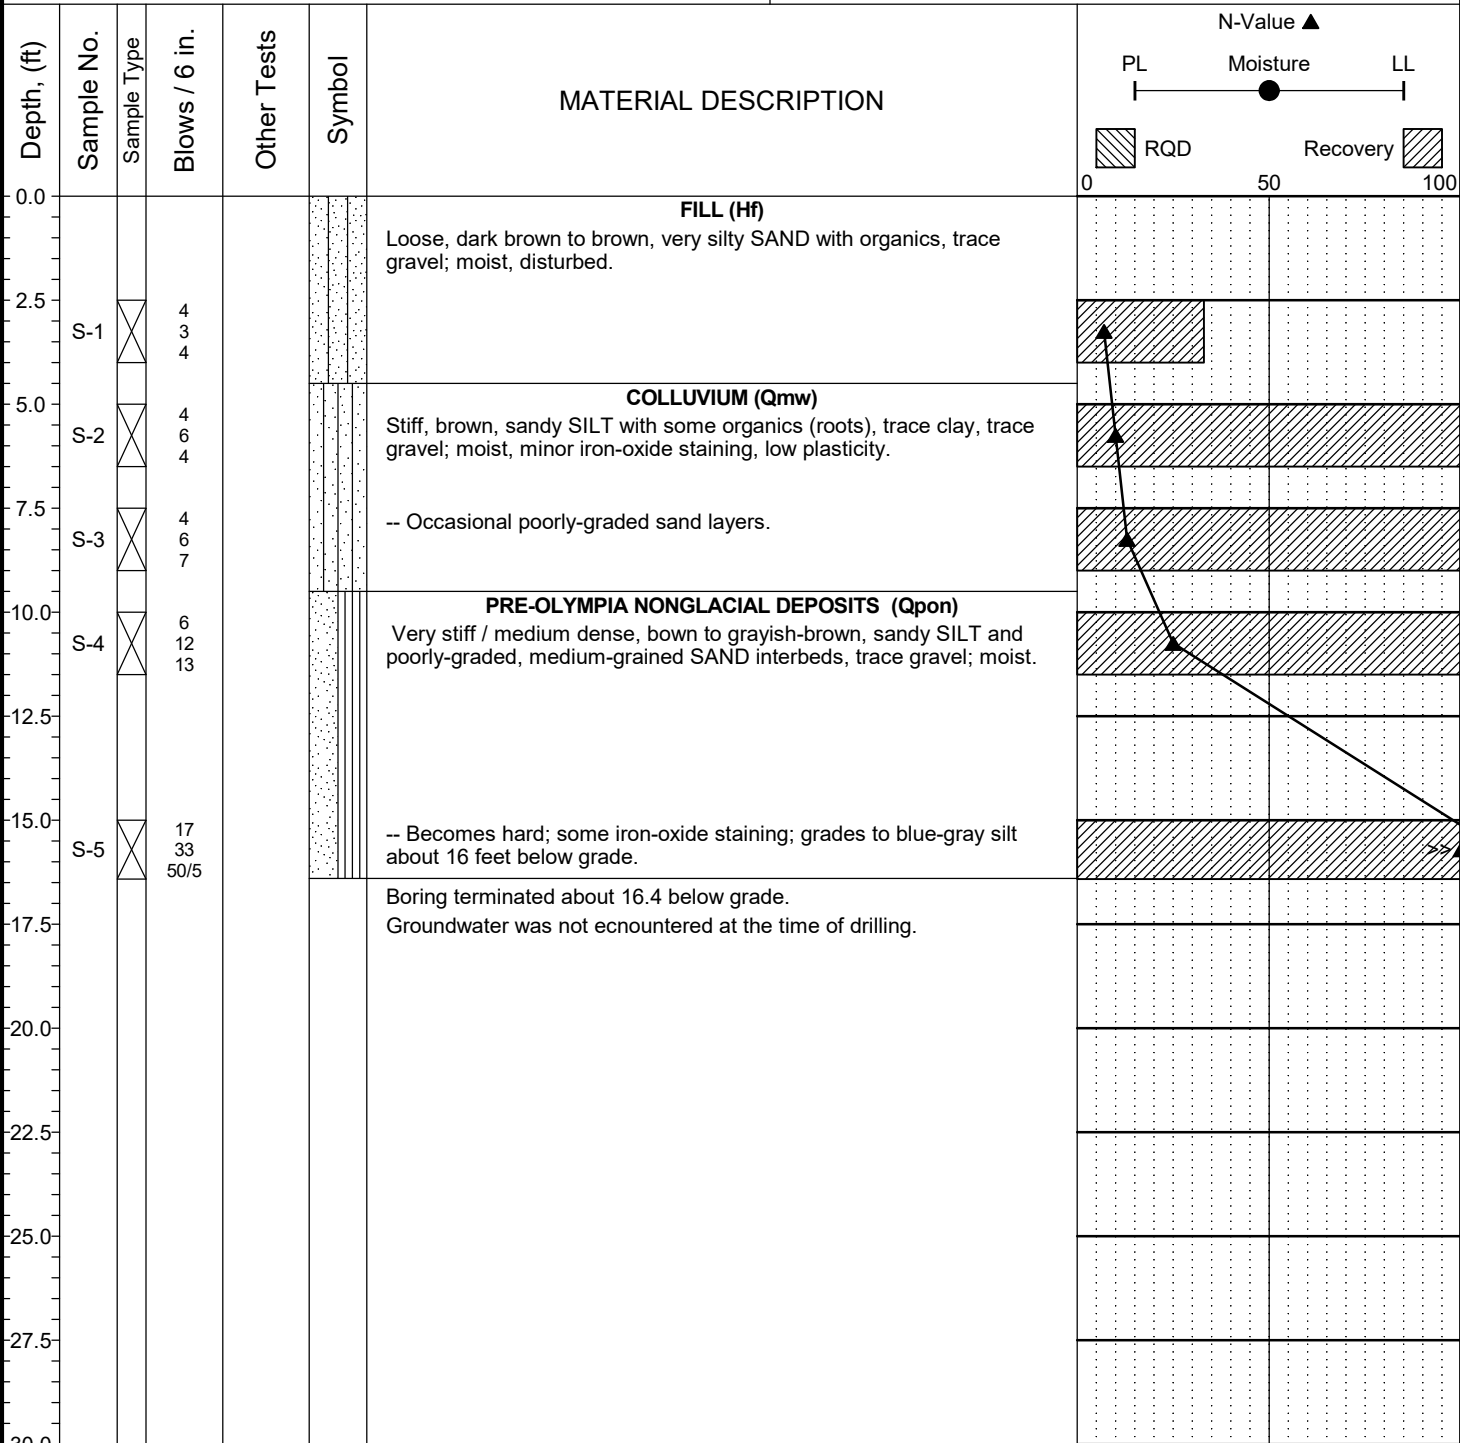 N-Value
PL Moisture LL
RQD Recovery
0 50 100
Depth, (ft)
Sample No.
Sample Type
Blows / 6 in.
Other Tests
Symbol
MATERIAL DESCRIPTION
0.0
FILL (Hf)
Loose, dark brown to brown, very silty SAND with organics, trace
gravel; moist, disturbed.
2.5
S-1
4
3
4
COLLUVIUM (Qmw)
5.0
S-2
4
6
4
Stiff, brown, sandy SILT with some organics (roots), trace clay, trace
gravel; moist, minor iron-oxide staining, low plasticity.
7.5
S-3
4
6
7
-- Occasional poorly-graded sand layers.
PRE-OLYMPIA NONGLACIAL DEPOSITS (Qpon)
10.0
S-4
6
12
13
Very stiff / medium dense, bown to grayish-brown, sandy SILT and
poorly-graded, medium-grained SAND interbeds, trace gravel; moist.
12.5
15.0
S-5
17
33
50/5
-- Becomes hard; some iron-oxide staining; grades to blue-gray silt
about 16 feet below grade.
>>
Boring terminated about 16.4 below grade.
17.5
Groundwater was not ecnountered at the time of drilling.
20.0
22.5
25.0
27.5
30.0